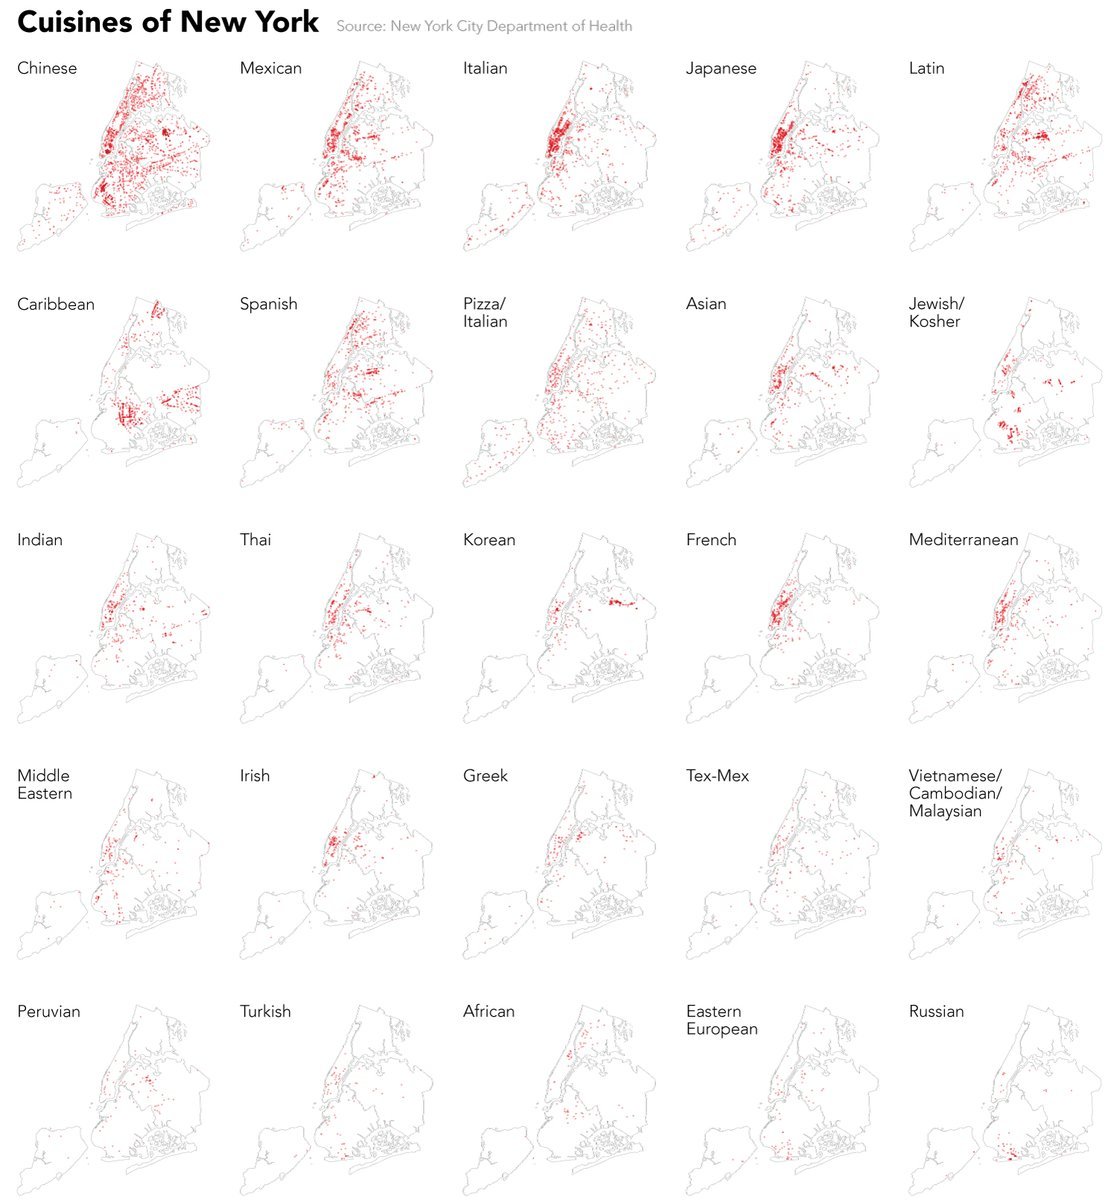 Cuisines of New York
Source: New York City Department of Health
Chinese
Mexican
Italian
Japanese
Latin
Caribbean
Spanish
Pizza/
Italian
Asian
Jewish/
Kosher
Indian
Thai
Korean
French
Mediterranean
Middle
Eastern
Irish
Greek
Tex-Mex
Vietnamese/
Cambodian/
Malaysian
Peruvian
Turkish
African
Eastern
European
Russian